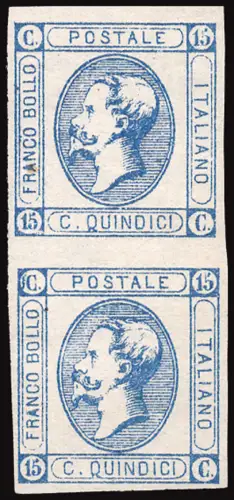 C. POSTALE 15
FRANCO BOLLO
ITALIANO
15 C. QUINDICI C.
C. POSTALE 15
FRANCO BOLLO
ITALIANO
15 C. QUINDICI C.